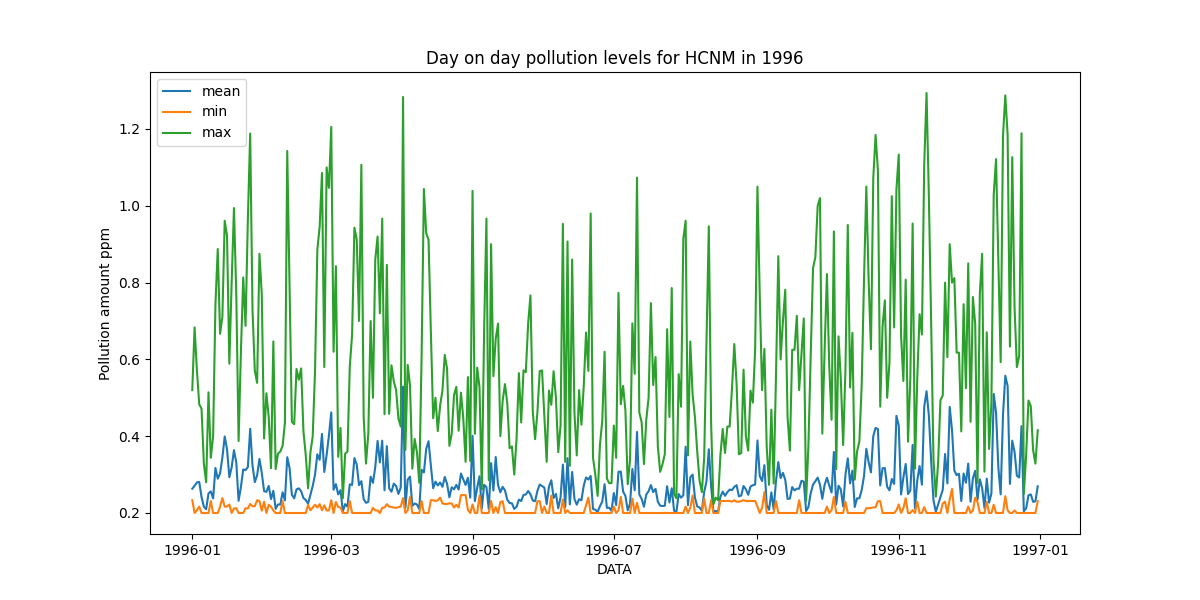 Day on day pollution levels for HCNM in 1996
mean
min
max
Pollution amount ppm
1.2
1.0
0.8
0.6
0.4
0.2
1996-01
1996-03
1996-05
1996-07
1996-09
1996-11
1997-01
DATA